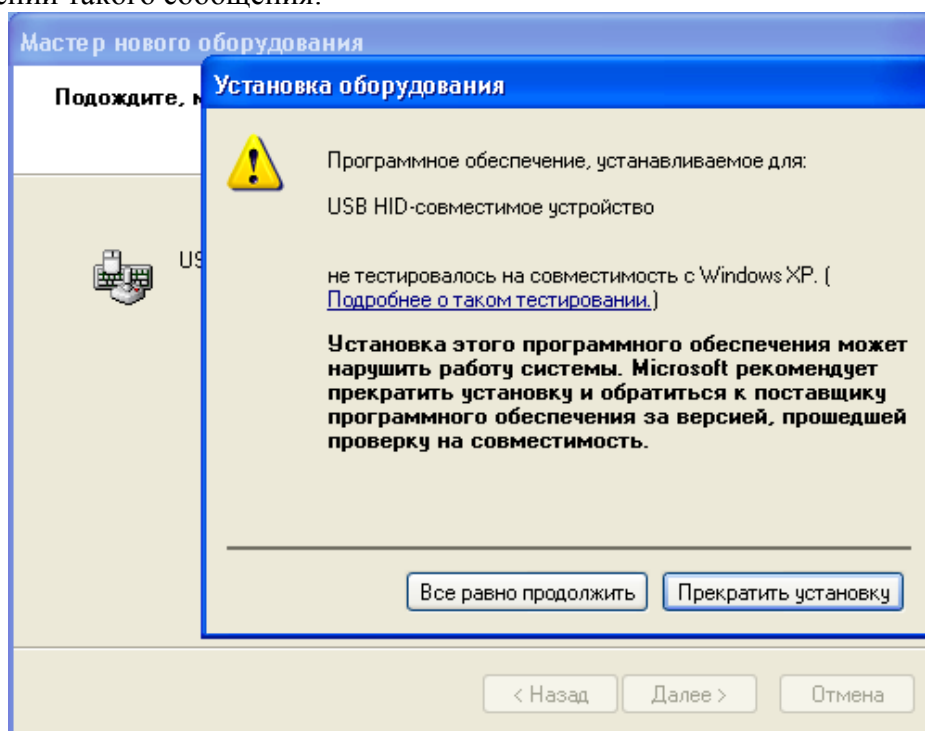 такого сообщения:
Мастер нового оборудования
Подождите,
Установка оборудования
Программное обеспечение, устанавливаемое для:
USB HID-совместимое устройство
US
не тестировалось на совместимость с Windows XP. (
Подробнее о таком тестировании.)
Установка этого программного обеспечения может
нарушить работу системы. Microsoft рекомендует
прекратить установку и обратиться к поставщику
программного обеспечения за версией, прошедшей
проверку на совместимость.
Все равно продолжить
Прекратить установку
< Назад
Далее >
Отмена